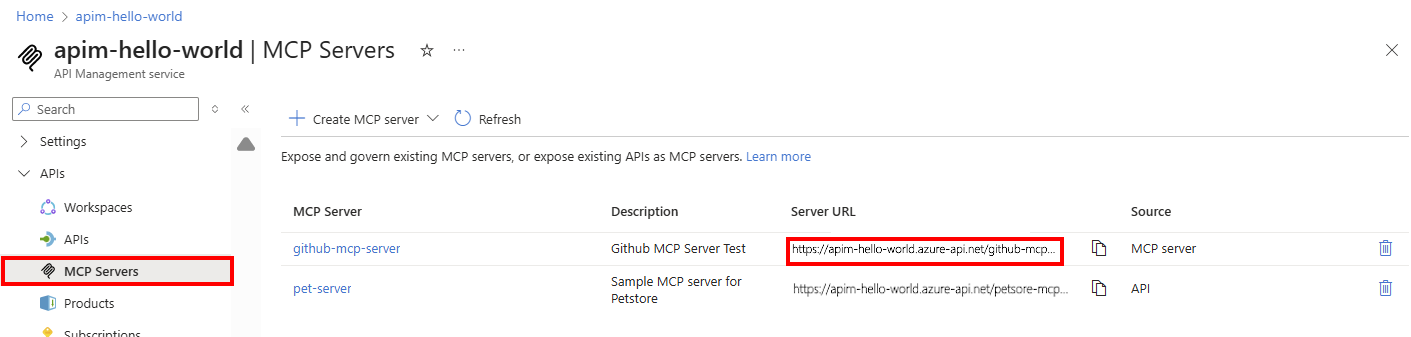 Home > apim-hello-world
apim-hello-world | MCP Servers
API Management service
Search
Create MCP server
Refresh
Settings
Expose and govern existing MCP servers, or expose existing APIs as MCP servers. Learn more
APIs
Workspaces
MCP Server Description Server URL Source
APIs
github-mcp-server Github MCP Server Test https://apim-hello-world.azure-api.net/github-mcp... MCP server
MCP Servers
pet-server Sample MCP server for Petstore https://apim-hello-world.azure-api.net/petsore-mcp... API
Products
Subscriptions